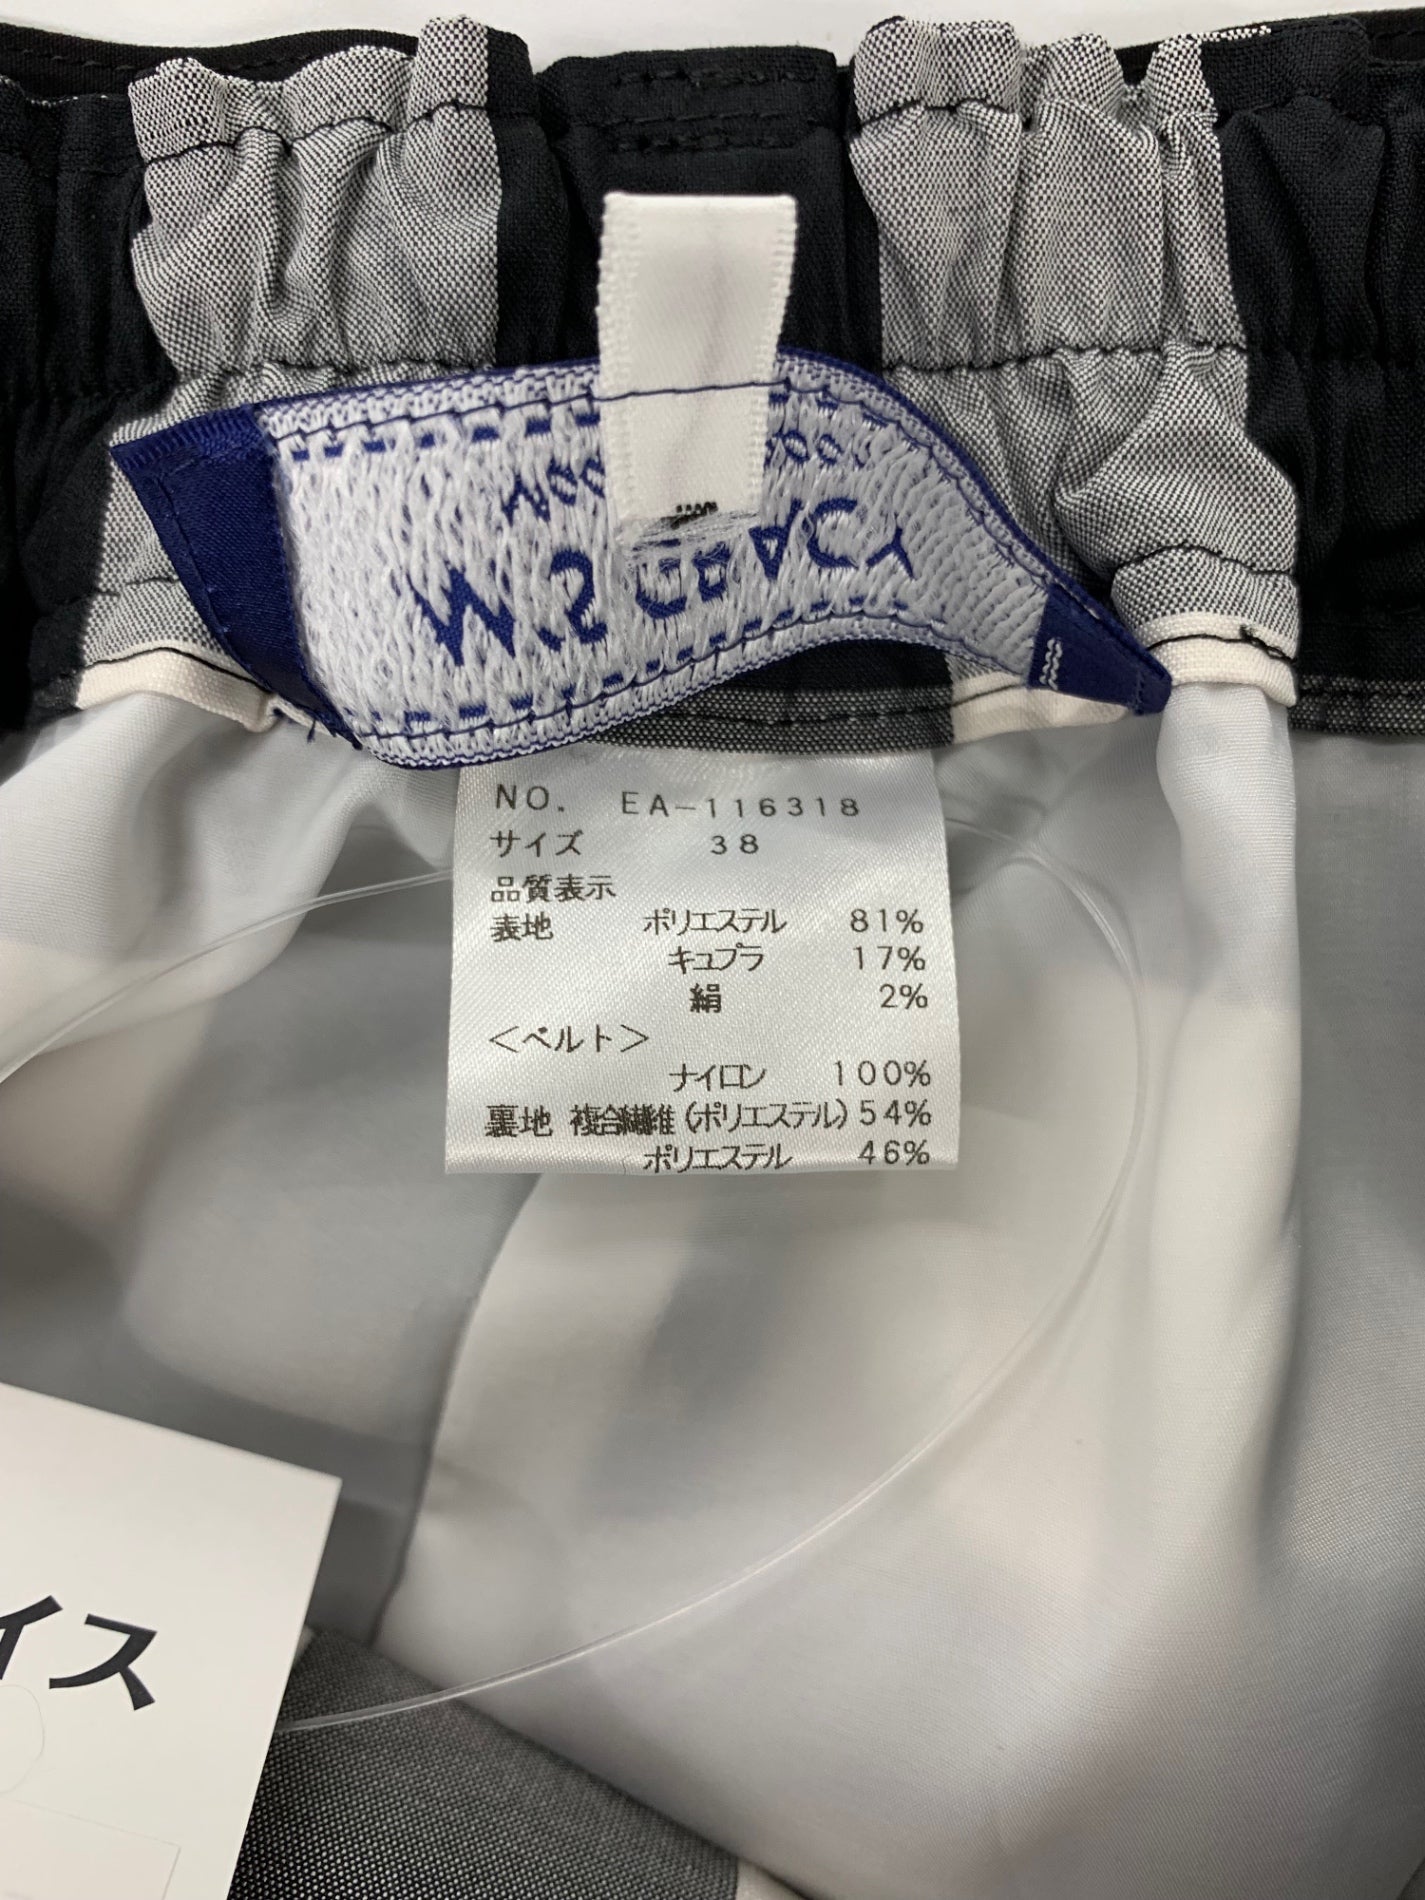 M'S GRACY
NO. EA-116318
サイズ 38
品質表示
表地 ポリエステル 81%
キュプラ 17%
絹 2%
＜ベルト＞
ナイロン 100%
裏地 複合繊維(ポリエステル)54%
ポリエステル 46%
イス